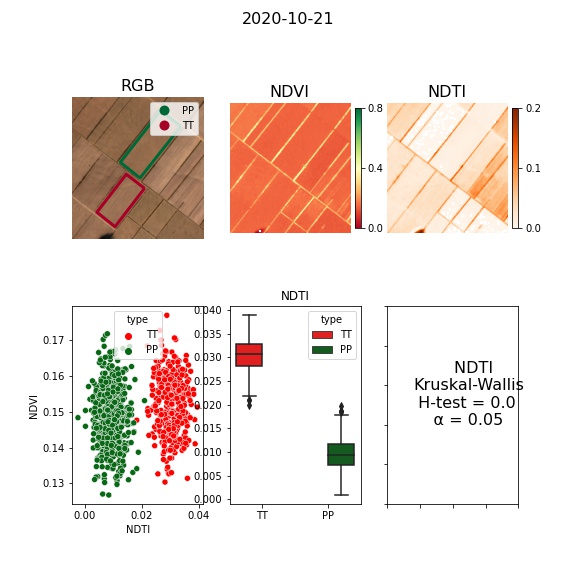 2020-10-21
RGB
PP
TT
NDVI
0.8
0.4
0.0
NDTI
0.2
0.1
0.0
type
TT
PP
0.17
0.16
0.15
0.14
0.13
NDVI
0.00
0.02
0.04
NDTI
NDTI
type
TT
PP
0.040
0.035
0.030
0.025
0.020
0.015
0.010
0.005
0.000
TT
PP
NDTI
Kruskal-Wallis
H-test = 0.0
α = 0.05